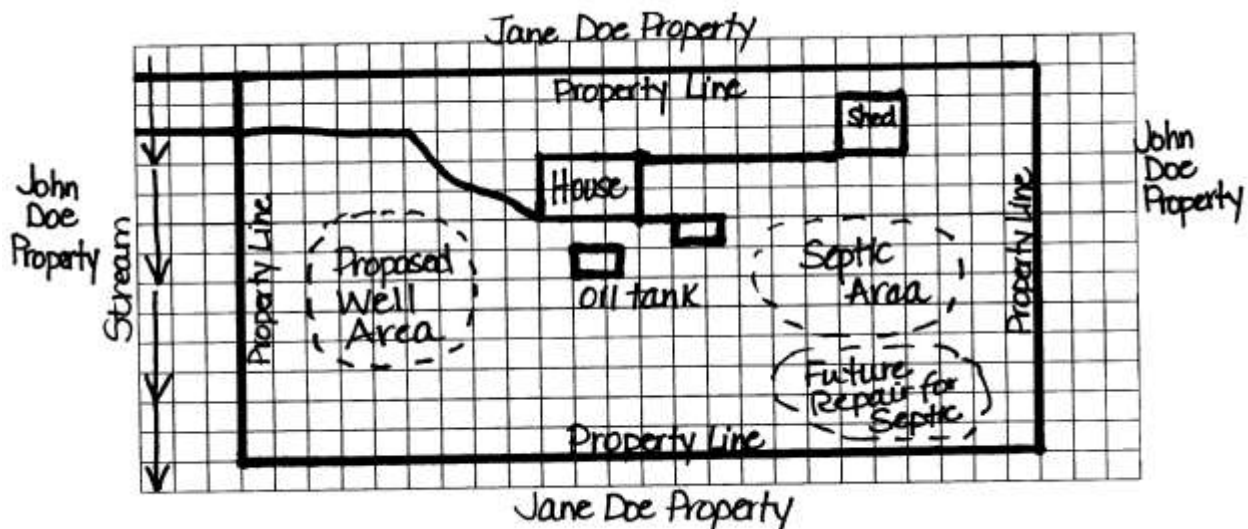 Jane Doe Property
Property Line
Shed
John
Doe
Property
House
John
Doe
Property
Stream
Property Line
Proposed
Well
Area
oil tank
Septic
Araa
Property Line
Future
Repair for
Septic
Property Line
Jane Doe Property